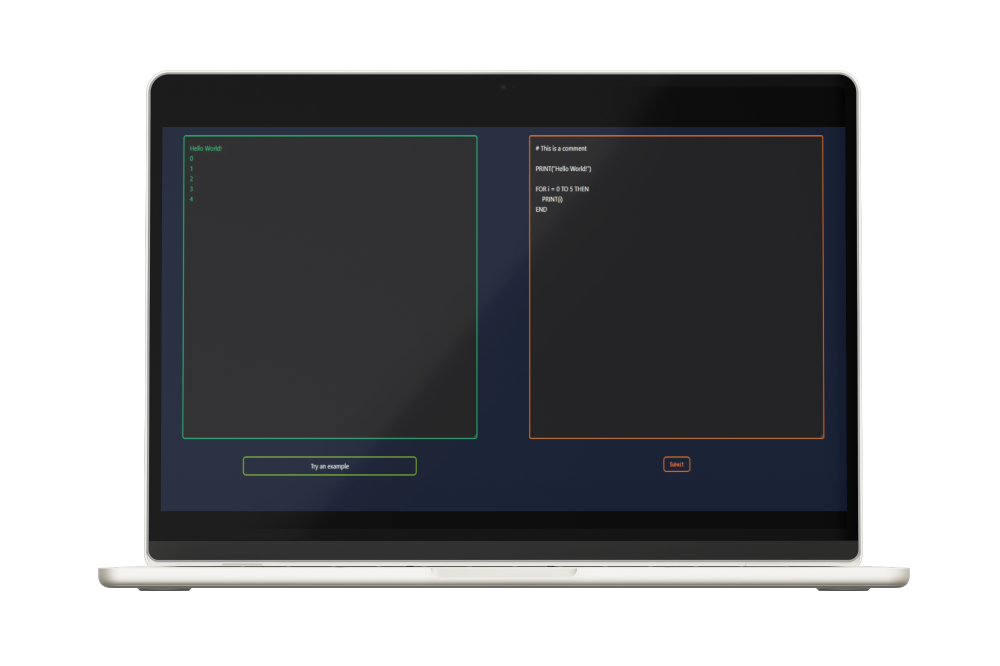 Hello World!
0
1
2
3
4
Try an example
# This is a comment
PRINT("Hello World!")
FOR i = 0 TO 5 THEN
PRINT(i)
END
Submit